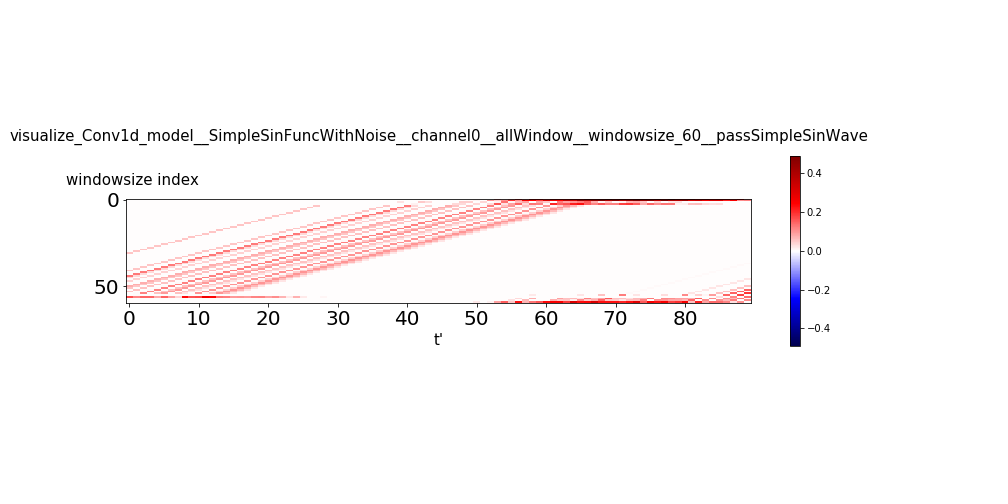 visualize_Conv1d_model__SimpleSinFuncWithNoise__channel0__allWindow__windowsize_60__passSimpleSinWave
windowsize index
0
50
0 10 20 30 40 50 60 70 80
t'
0.4
0.2
0.0
−0.2
−0.4